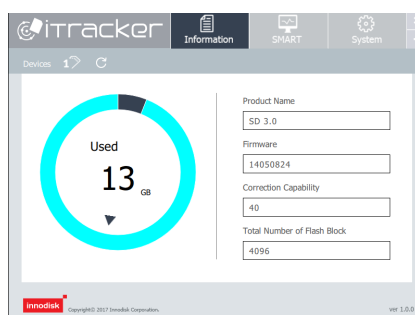 iTracker
Information
SMART
System
Devices 1
Product Name
SD 3.0
Firmware
14050824
Used
13 GB
Correction Capability
40
Total Number of Flash Block
4096
innodisk
Copyright© 2017 Innodisk Corporation.
ver 1.0.0